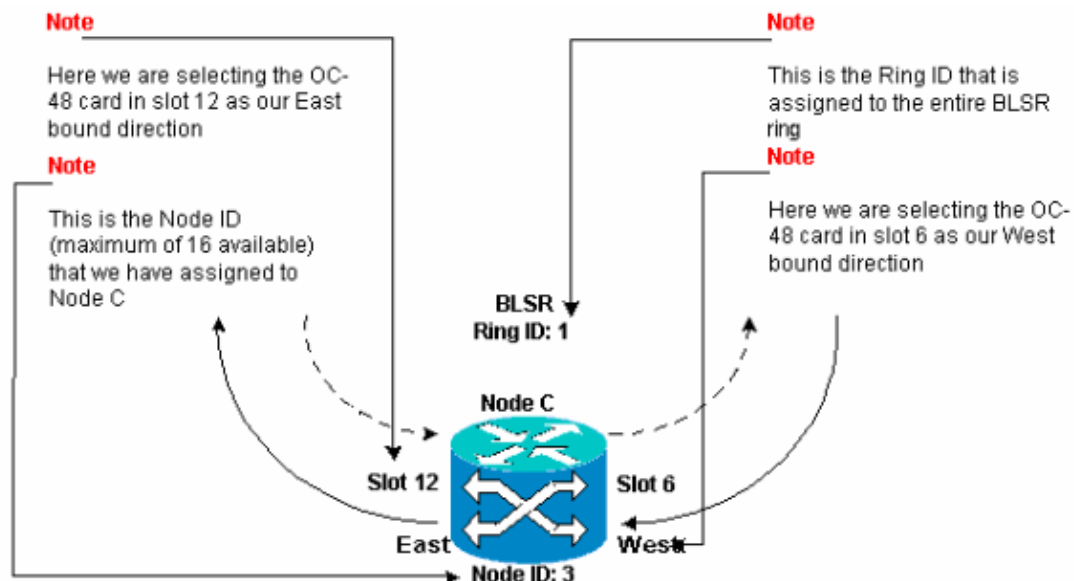 Note
Here we are selecting the OC-
48 card in slot 12 as our East
bound direction
Note
This is the Node ID
(maximum of 16 available)
that we have assigned to
Node C
Note
This is the Ring ID that is
assigned to the entire BLSR
ring
Note
Here we are selecting the OC-
48 card in slot 6 as our West
bound direction
BLSR
Ring ID: 1
Node C
Slot 12
Slot 6
East
West
Node ID: 3